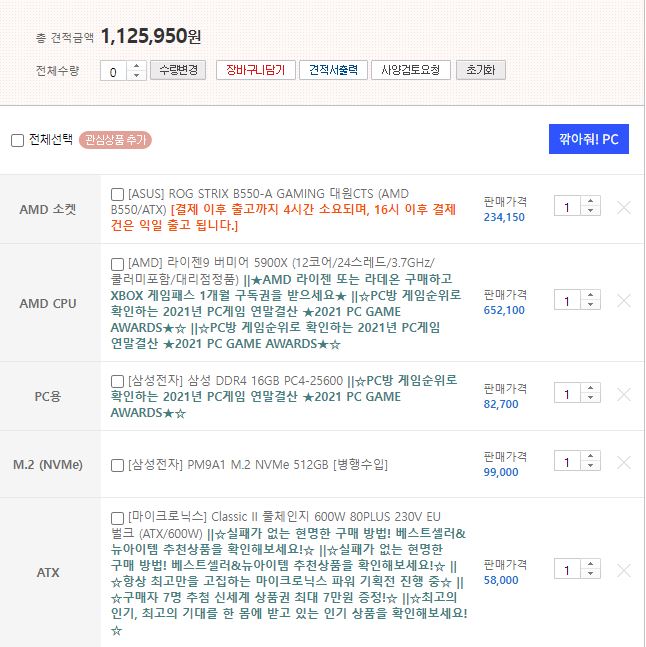 총 견적금액 1,125,950원
전체수량 0 수량변경 장바구니담기 견적서출력 사양검토요청 초기화
전체선택 관심상품 추가 깎아줘! PC
AMD 소켓
[ASUS] ROG STRIX B550-A GAMING 대원CTS (AMD
B550/ATX) [결제 이후 출고까지 4시간 소요되며, 16시 이후 결제
건은 익일 출고 됩니다.]
판매가격
234,150
1
AMD CPU
[AMD] 라이젠9 버미어 5900X (12코어/24스레드/3.7GHz/
쿨러미포함/대리점정품) ||★AMD 라이젠 또는 라데온 구매하고
XBOX 게임패스 1개월 구독권을 받으세요★ ||☆PC방 게임순위로
확인하는 2021년 PC게임 연말결산 ★2021 PC GAME
AWARDS★☆ ||☆PC방 게임순위로 확인하는 2021년 PC게임
연말결산 ★2021 PC GAME AWARDS★☆
판매가격
652,100
1
PC용
[삼성전자] 삼성 DDR4 16GB PC4-25600 ||☆PC방 게임순위로
확인하는 2021년 PC게임 연말결산 ★2021 PC GAME
AWARDS★☆
판매가격
82,700
1
M.2 (NVMe)
[삼성전자] PM9A1 M.2 NVMe 512GB [병행수입]
판매가격
99,000
1
ATX
[마이크로닉스] Classic II 풀체인지 600W 80PLUS 230V EU
벌크 (ATX/600W) ||☆실패가 없는 현명한 구매 방법! 베스트셀러&
뉴아이템 추천상품을 확인해보세요!☆ ||☆실패가 없는 현명한
구매 방법! 베스트셀러&뉴아이템 추천상품을 확인해보세요!☆ ||
☆항상 최고만을 고집하는 마이크로닉스 파워 기획전 진행 중☆ ||
☆구매자 7명 추첨 신세계 상품권 최대 7만원 증정!☆ ||☆최고의
인기, 최고의 기대를 한 몸에 받고 있는 인기 상품을 확인해보세요!
☆
판매가격
58,000
1